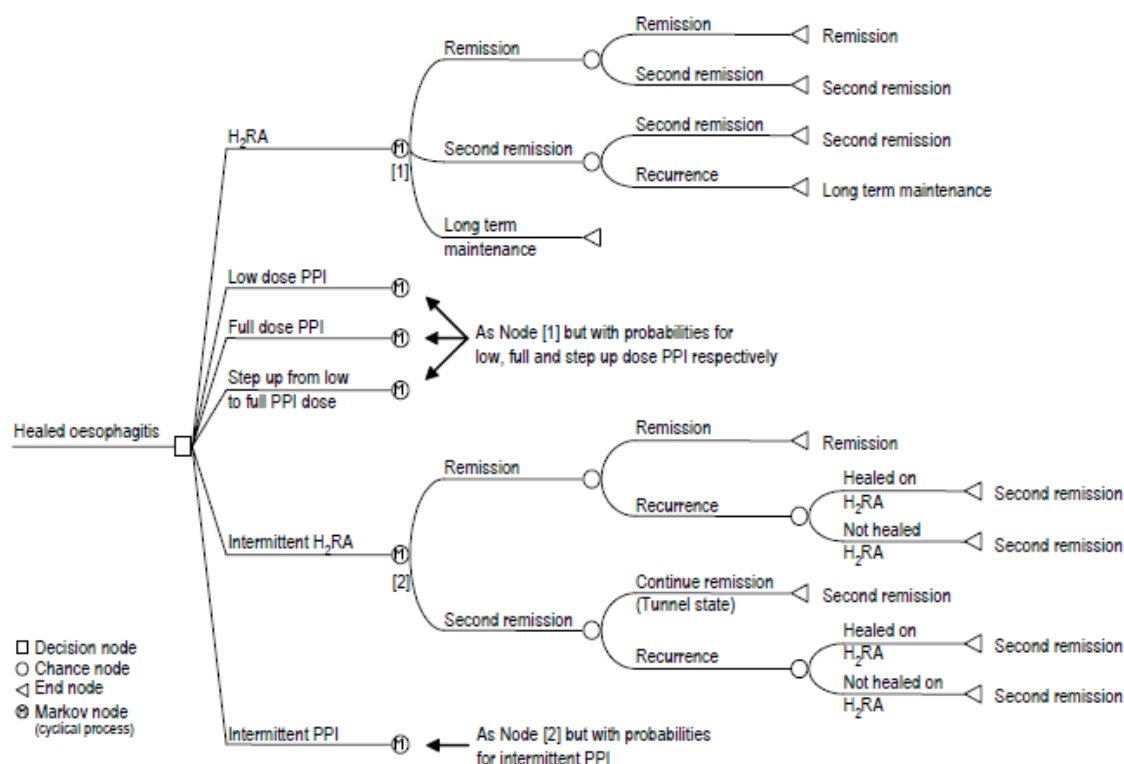 Remission
Remission
Remission
Second remission
Second remission
H₂RA
Second remission
Second remission
Second remission
[1]
Recurrence
Long term maintenance
Long term
maintenance
Low dose PPI
Full dose PPI
As Node [1] but with probabilities for
low, full and step up dose PPI respectively
Step up from low
to full PPI dose
Healed oesophagitis
Remission
Remission
Remission
Healed on
H₂RA
Second remission
Recurrence
Not healed
H₂RA
Second remission
Intermittent H₂RA
[2]
Continue remission
(Tunnel state)
Second remission
Second remission
Healed on
H₂RA
Second remission
Recurrence
Not healed on
H₂RA
Second remission
Decision node
Chance node
End node
M Markov node
(cyclical process)
Intermittent PPI
As Node [2] but with probabilities
for intermittent PPI
M
M
M
M
M
M